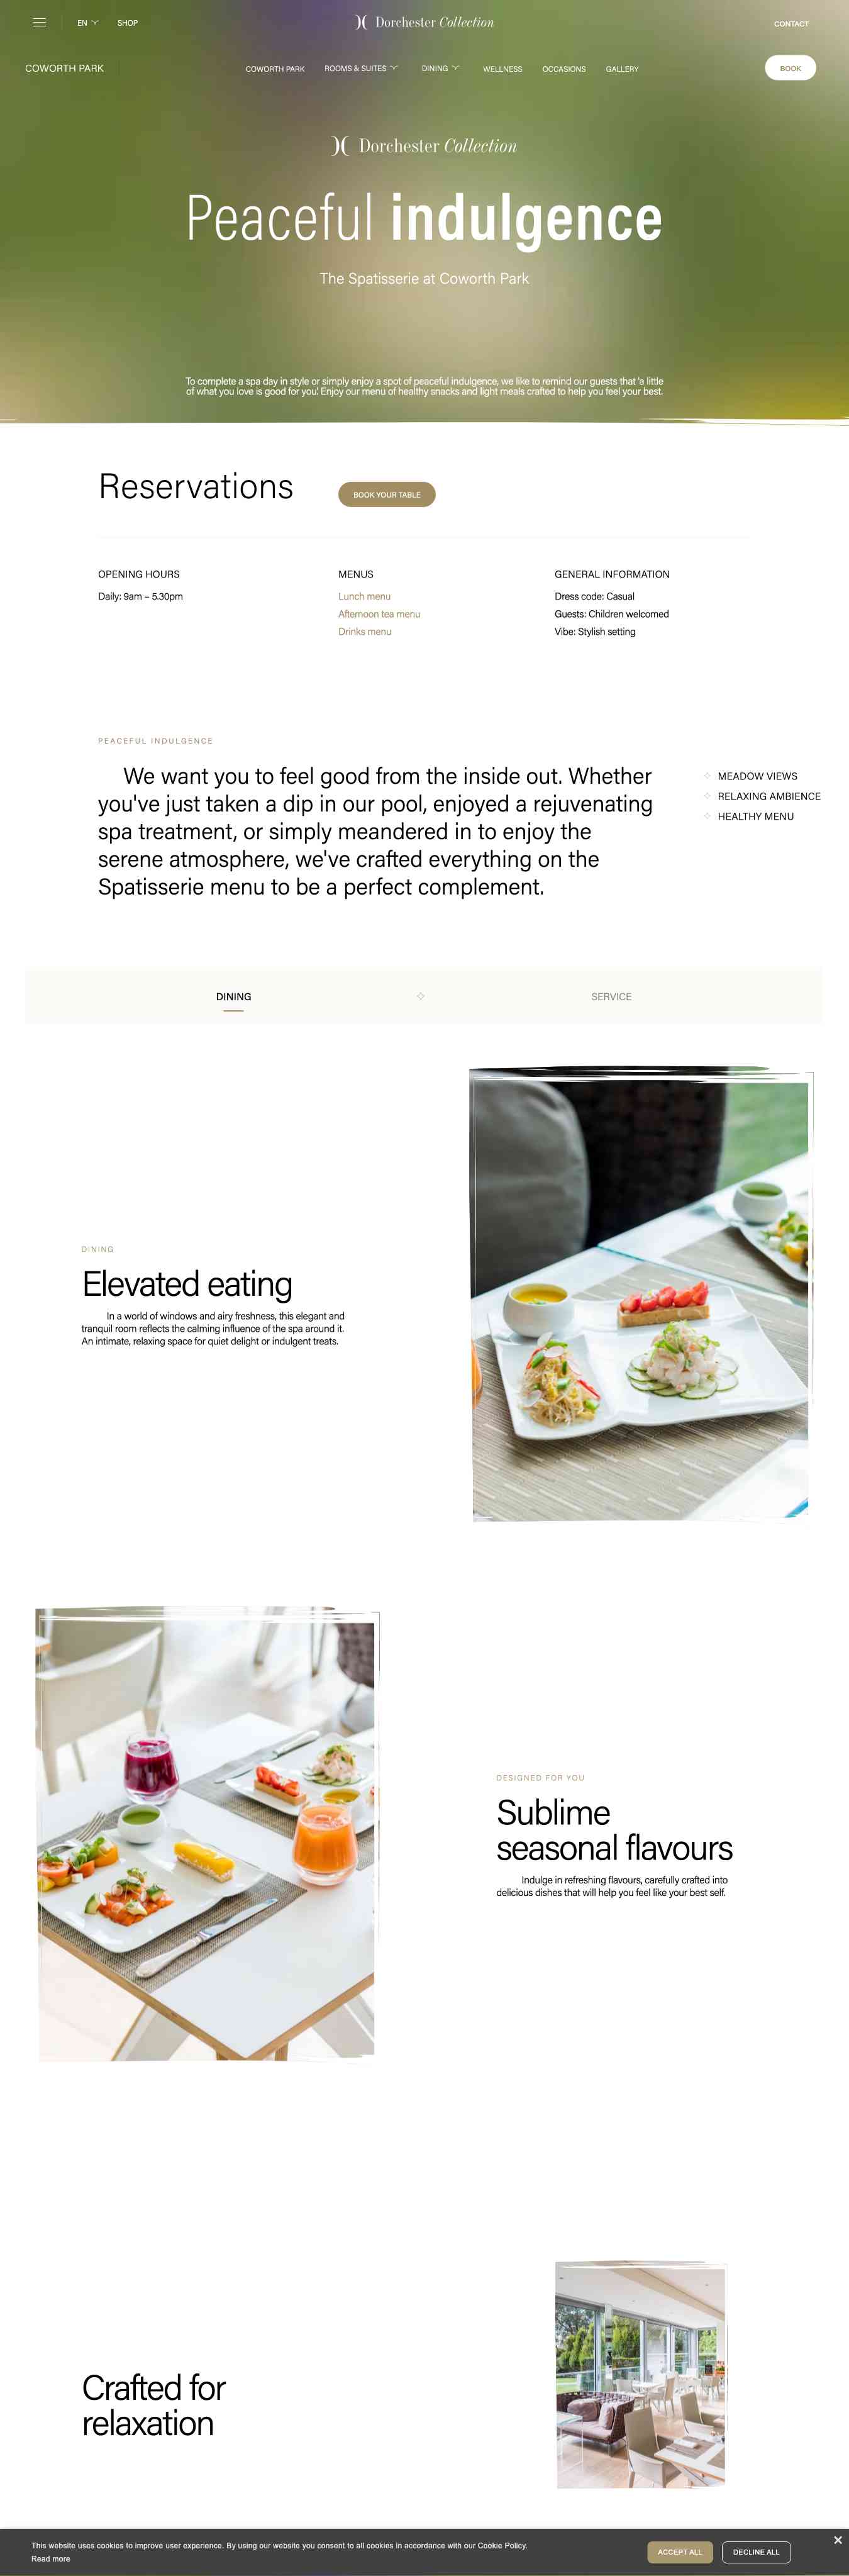 EN SHOP
Dorchester Collection
CONTACT
COWORTH PARK
COWORTH PARK ROOMS & SUITES DINING WELLNESS OCCASIONS GALLERY
BOOK
Dorchester Collection
Peaceful indulgence
The Spatisserie at Coworth Park
To complete a spa day in style or simply enjoy a spot of peaceful indulgence, we like to remind our guests that 'a little
of what you love is good for you'. Enjoy our menu of healthy snacks and light meals crafted to help you feel your best.
Reservations
BOOK YOUR TABLE
OPENING HOURS
Daily: 9am – 5.30pm
MENUS
Lunch menu
Afternoon tea menu
Drinks menu
GENERAL INFORMATION
Dress code: Casual
Guests: Children welcomed
Vibe: Stylish setting
PEACEFUL INDULGENCE
We want you to feel good from the inside out. Whether
you've just taken a dip in our pool, enjoyed a rejuvenating
spa treatment, or simply meandered in to enjoy the
serene atmosphere, we've crafted everything on the
Spatisserie menu to be a perfect complement.
MEADOW VIEWS
RELAXING AMBIENCE
HEALTHY MENU
DINING
SERVICE
DINING
Elevated eating
In a world of windows and airy freshness, this elegant and
tranquil room reflects the calming influence of the spa around it.
An intimate, relaxing space for quiet delight or indulgent treats.
DESIGNED FOR YOU
Sublime
seasonal flavours
Indulge in refreshing flavours, carefully crafted into
delicious dishes that will help you feel like your best self.
Crafted for
relaxation
This website uses cookies to improve user experience. By using our website you consent to all cookies in accordance with our Cookie Policy.
Read more
ACCEPT ALL
DECLINE ALL